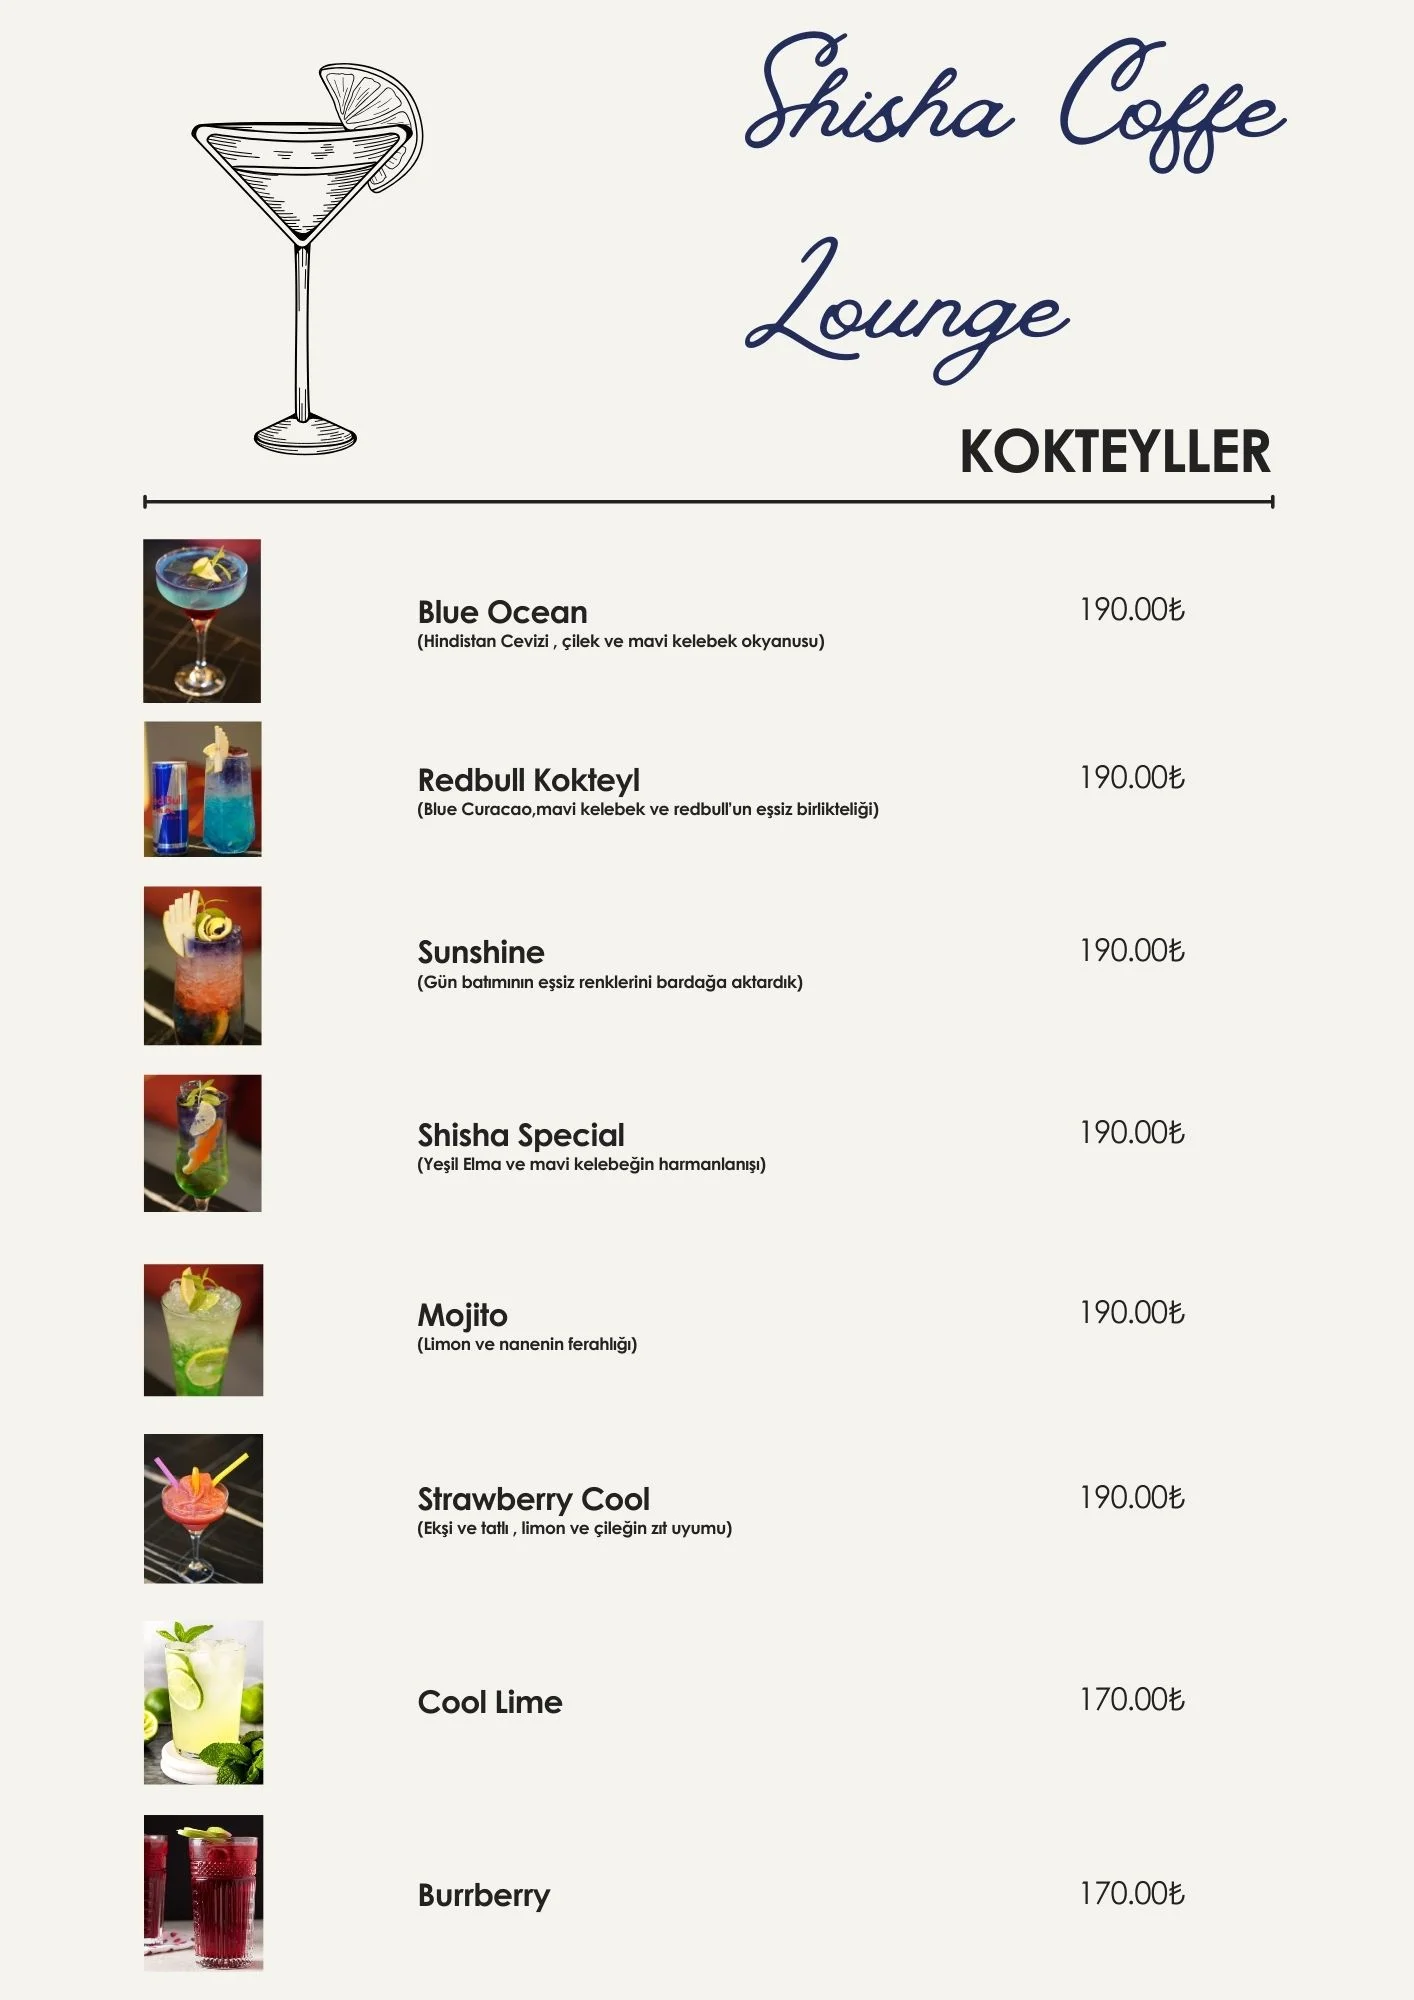 Shisha Coffe
Lounge
KOKTEYLLER
Blue Ocean
190.00₺
(Hindistan Cevizi , çilek ve mavi kelebek okyanusu)
Redbull Kokteyl
190.00₺
(Blue Curacao,mavi kelebek ve redbull'un eşsiz birlikteliği)
Sunshine
190.00₺
(Gün batımının eşsiz renklerini bardağa aktardık)
Shisha Special
190.00₺
(Yeşil Elma ve mavi kelebeğin harmanlanışı)
Mojito
190.00₺
(Limon ve nanenin ferahlığı)
Strawberry Cool
190.00₺
(Ekşi ve tatlı , limon ve çileğin zıt uyumu)
Cool Lime
170.00₺
Burrberry
170.00₺